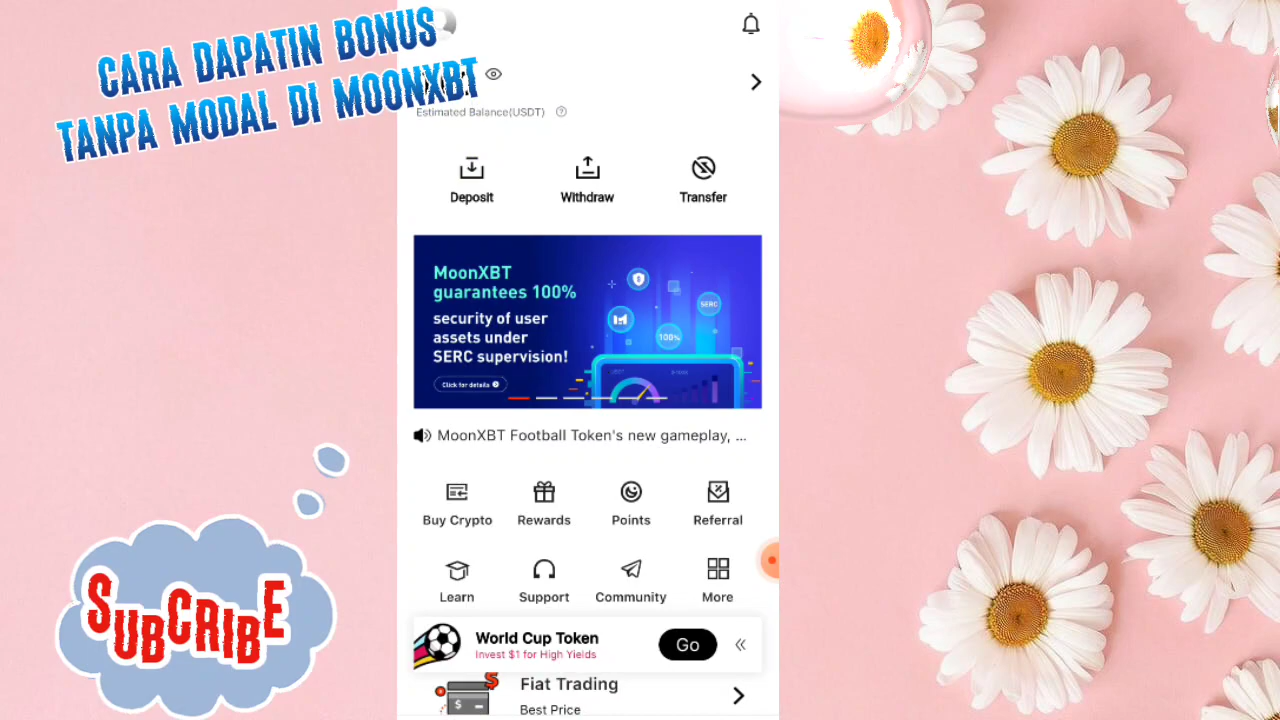 CARA DAPATIN BONUS
TANPA MODAL DI MOONXBT
Estimated Balance(USDT)
Deposit
Withdraw
Transfer
MoonXBT
guarantees 100%
security of user
assets under
SERC supervision!
Click for details
SERC
100%
MoonXBT Football Token's new gameplay, ...
Buy Crypto
Rewards
Points
Referral
Learn
Support
Community
More
World Cup Token
Invest $1 for High Yields
Go
Fiat Trading
Best Price
SUBCRIBE